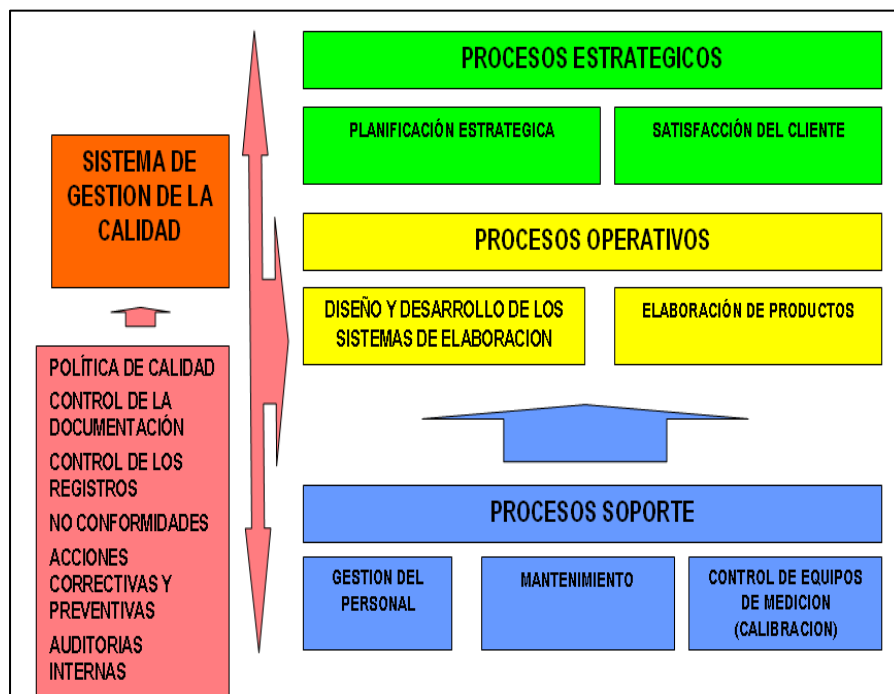 PROCESOS ESTRATEGICOS
PLANIFICACIÓN ESTRATEGICA
SATISFACCIÓN DEL CLIENTE
SISTEMA DE
GESTION DE LA
CALIDAD
PROCESOS OPERATIVOS
DISEÑO Y DESARROLLO DE LOS
SISTEMAS DE ELABORACION
ELABORACIÓN DE PRODUCTOS
POLÍTICA DE CALIDAD
CONTROL DE LA
DOCUMENTACIÓN
CONTROL DE LOS
REGISTROS
NO CONFORMIDADES
ACCIONES
CORRECTIVAS Y
PREVENTIVAS
AUDITORIAS
INTERNAS
PROCESOS SOPORTE
GESTION DEL
PERSONAL
MANTENIMIENTO
CONTROL DE EQUIPOS
DE MEDICION
(CALIBRACION)